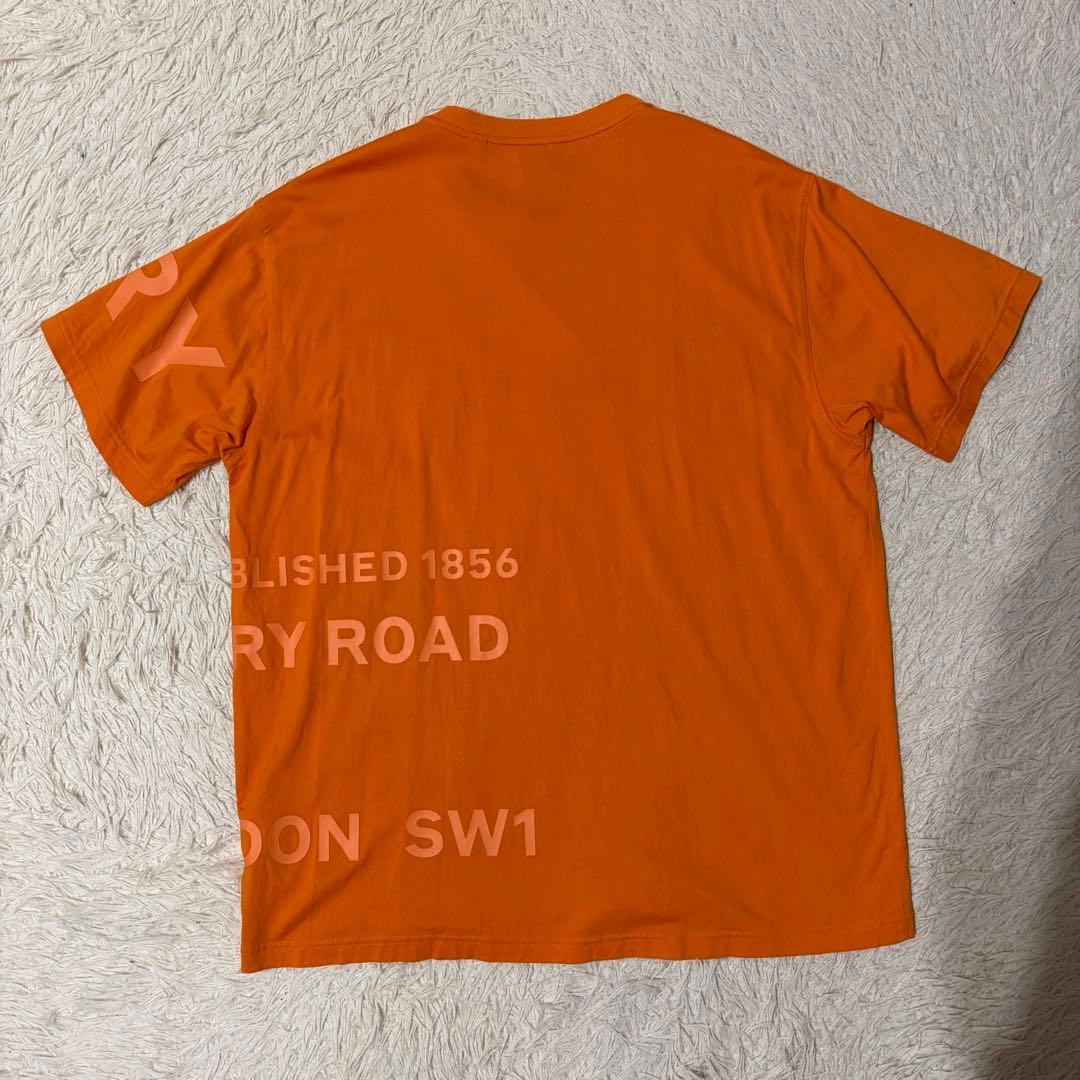 RY
BLISHED 1856
RY ROAD
DON SW1